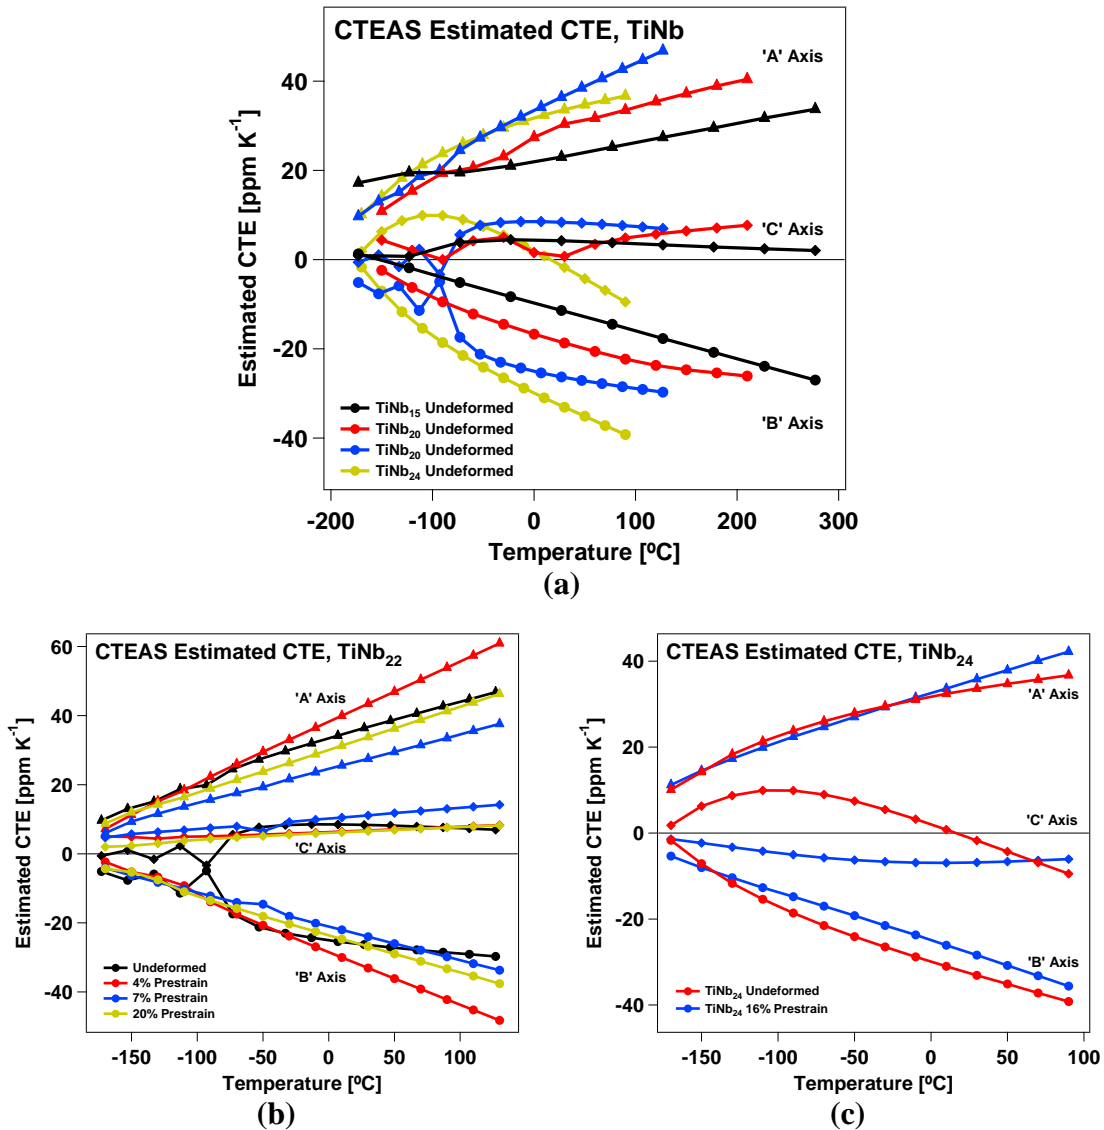 CTEAS Estimated CTE, TiNb
'A' Axis
40
20
'C' Axis
0
-20
'B' Axis
-40
Estimated CTE [ppm K⁻¹]
TiNb₁₅ Undeformed
TiNb₂₀ Undeformed
TiNb₂₀ Undeformed
TiNb₂₄ Undeformed
-200 -100 0 100 200 300
Temperature [ºC]
(a)
CTEAS Estimated CTE, TiNb₂₂
60
'A' Axis
40
20
'C' Axis
0
-20
'B' Axis
-40
Estimated CTE [ppm K⁻¹]
Undeformed
4% Prestrain
7% Prestrain
20% Prestrain
-150 -100 -50 0 50 100
Temperature [ºC]
(b)
CTEAS Estimated CTE, TiNb₂₄
40
'A' Axis
20
'C' Axis
0
-20
'B' Axis
-40
Estimated CTE [ppm K⁻¹]
TiNb₂₄ Undeformed
TiNb₂₄ 16% Prestrain
-150 -100 -50 0 50 100
Temperature [ºC]
(c)